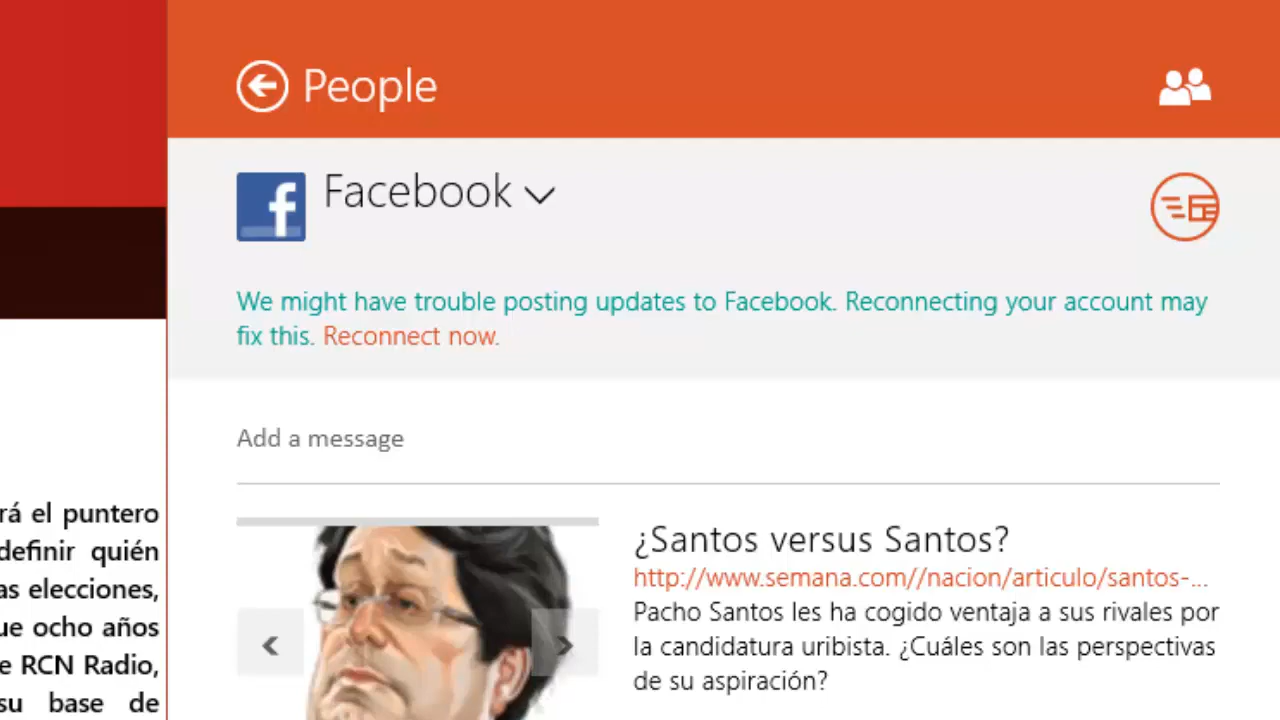 People
Facebook
We might have trouble posting updates to Facebook. Reconnecting your account may
fix this. Reconnect now.
Add a message
¿Santos versus Santos?
http://www.semana.com//nacion/articulo/santos-...
Pacho Santos les ha cogido ventaja a sus rivales por
la candidatura uribista. ¿Cuáles son las perspectivas
de su aspiración?
rá el puntero
definir quién
as elecciones,
ue ocho años
e RCN Radio,
su base de